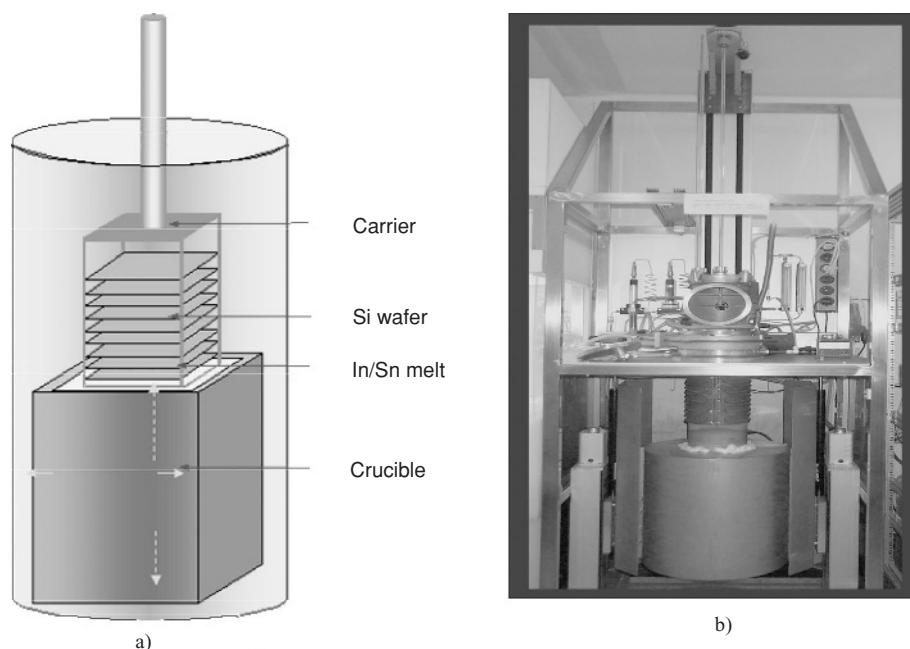 Carrier
Si wafer
In/Sn melt
Crucible
a)
b)